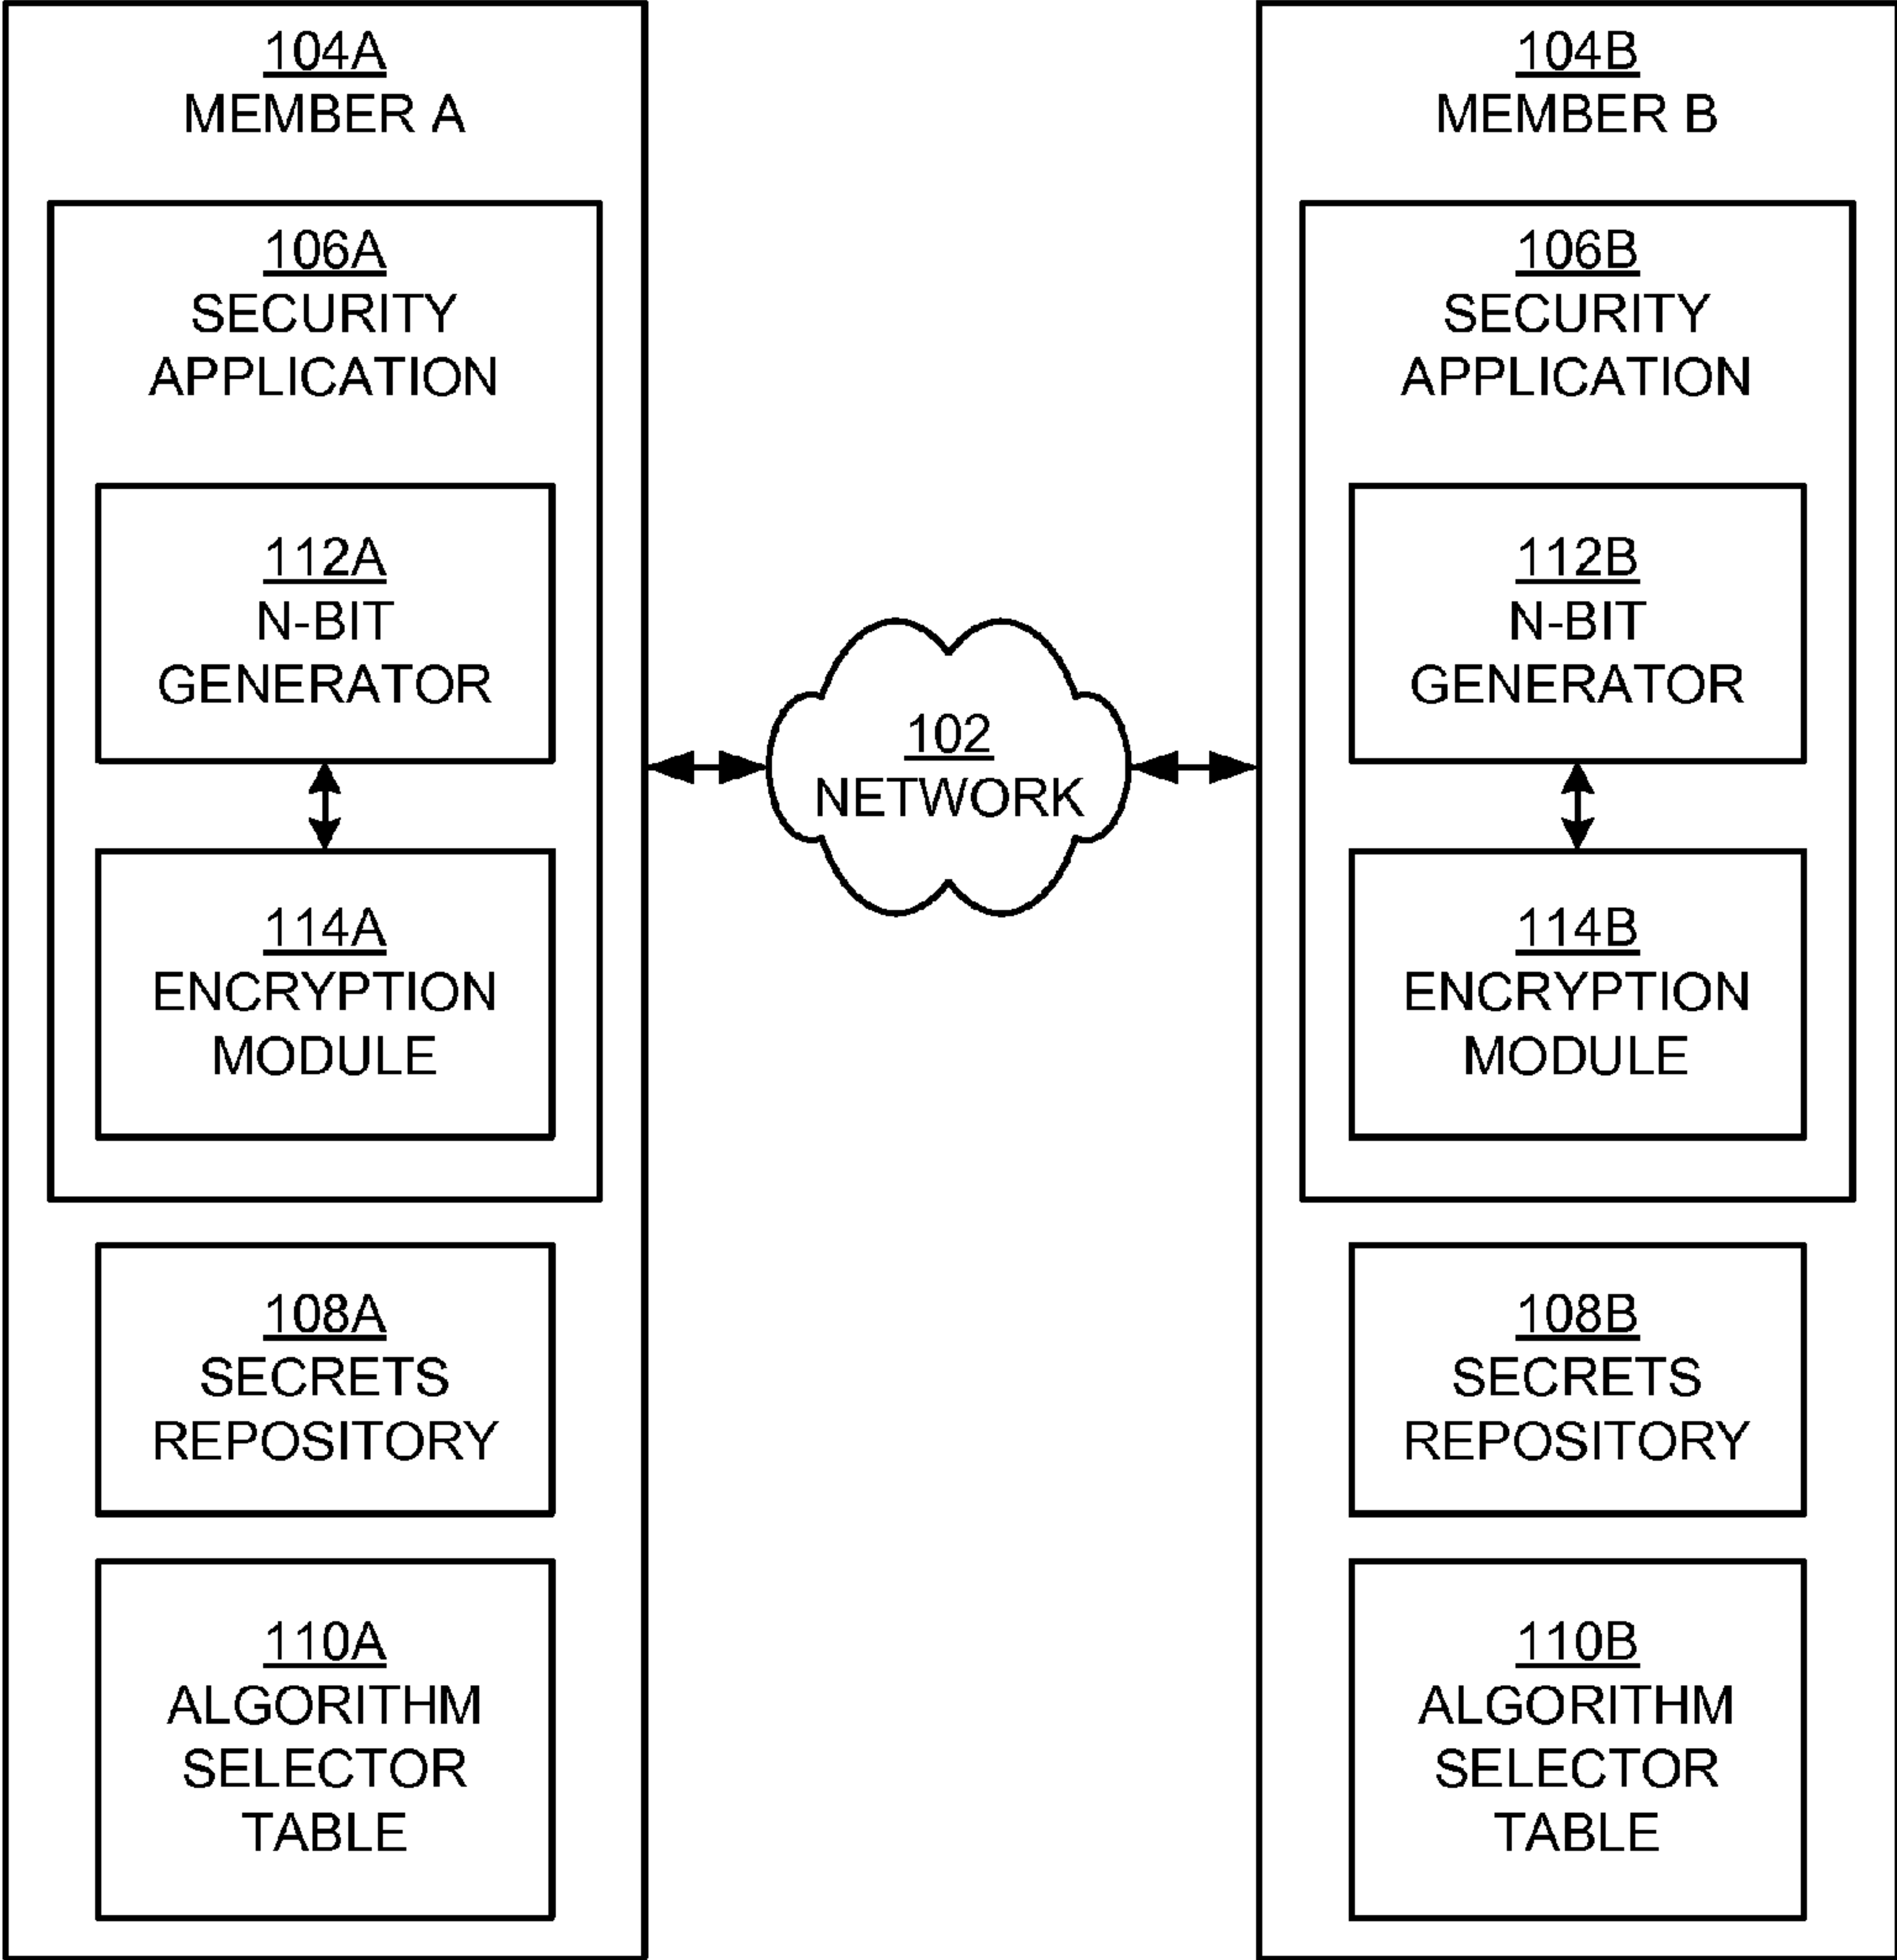 104A
MEMBER A
106A
SECURITY
APPLICATION
112A
N-BIT
GENERATOR
114A
ENCRYPTION
MODULE
108A
SECRETS
REPOSITORY
110A
ALGORITHM
SELECTOR
TABLE
102
NETWORK
104B
MEMBER B
106B
SECURITY
APPLICATION
112B
N-BIT
GENERATOR
114B
ENCRYPTION
MODULE
108B
SECRETS
REPOSITORY
110B
ALGORITHM
SELECTOR
TABLE